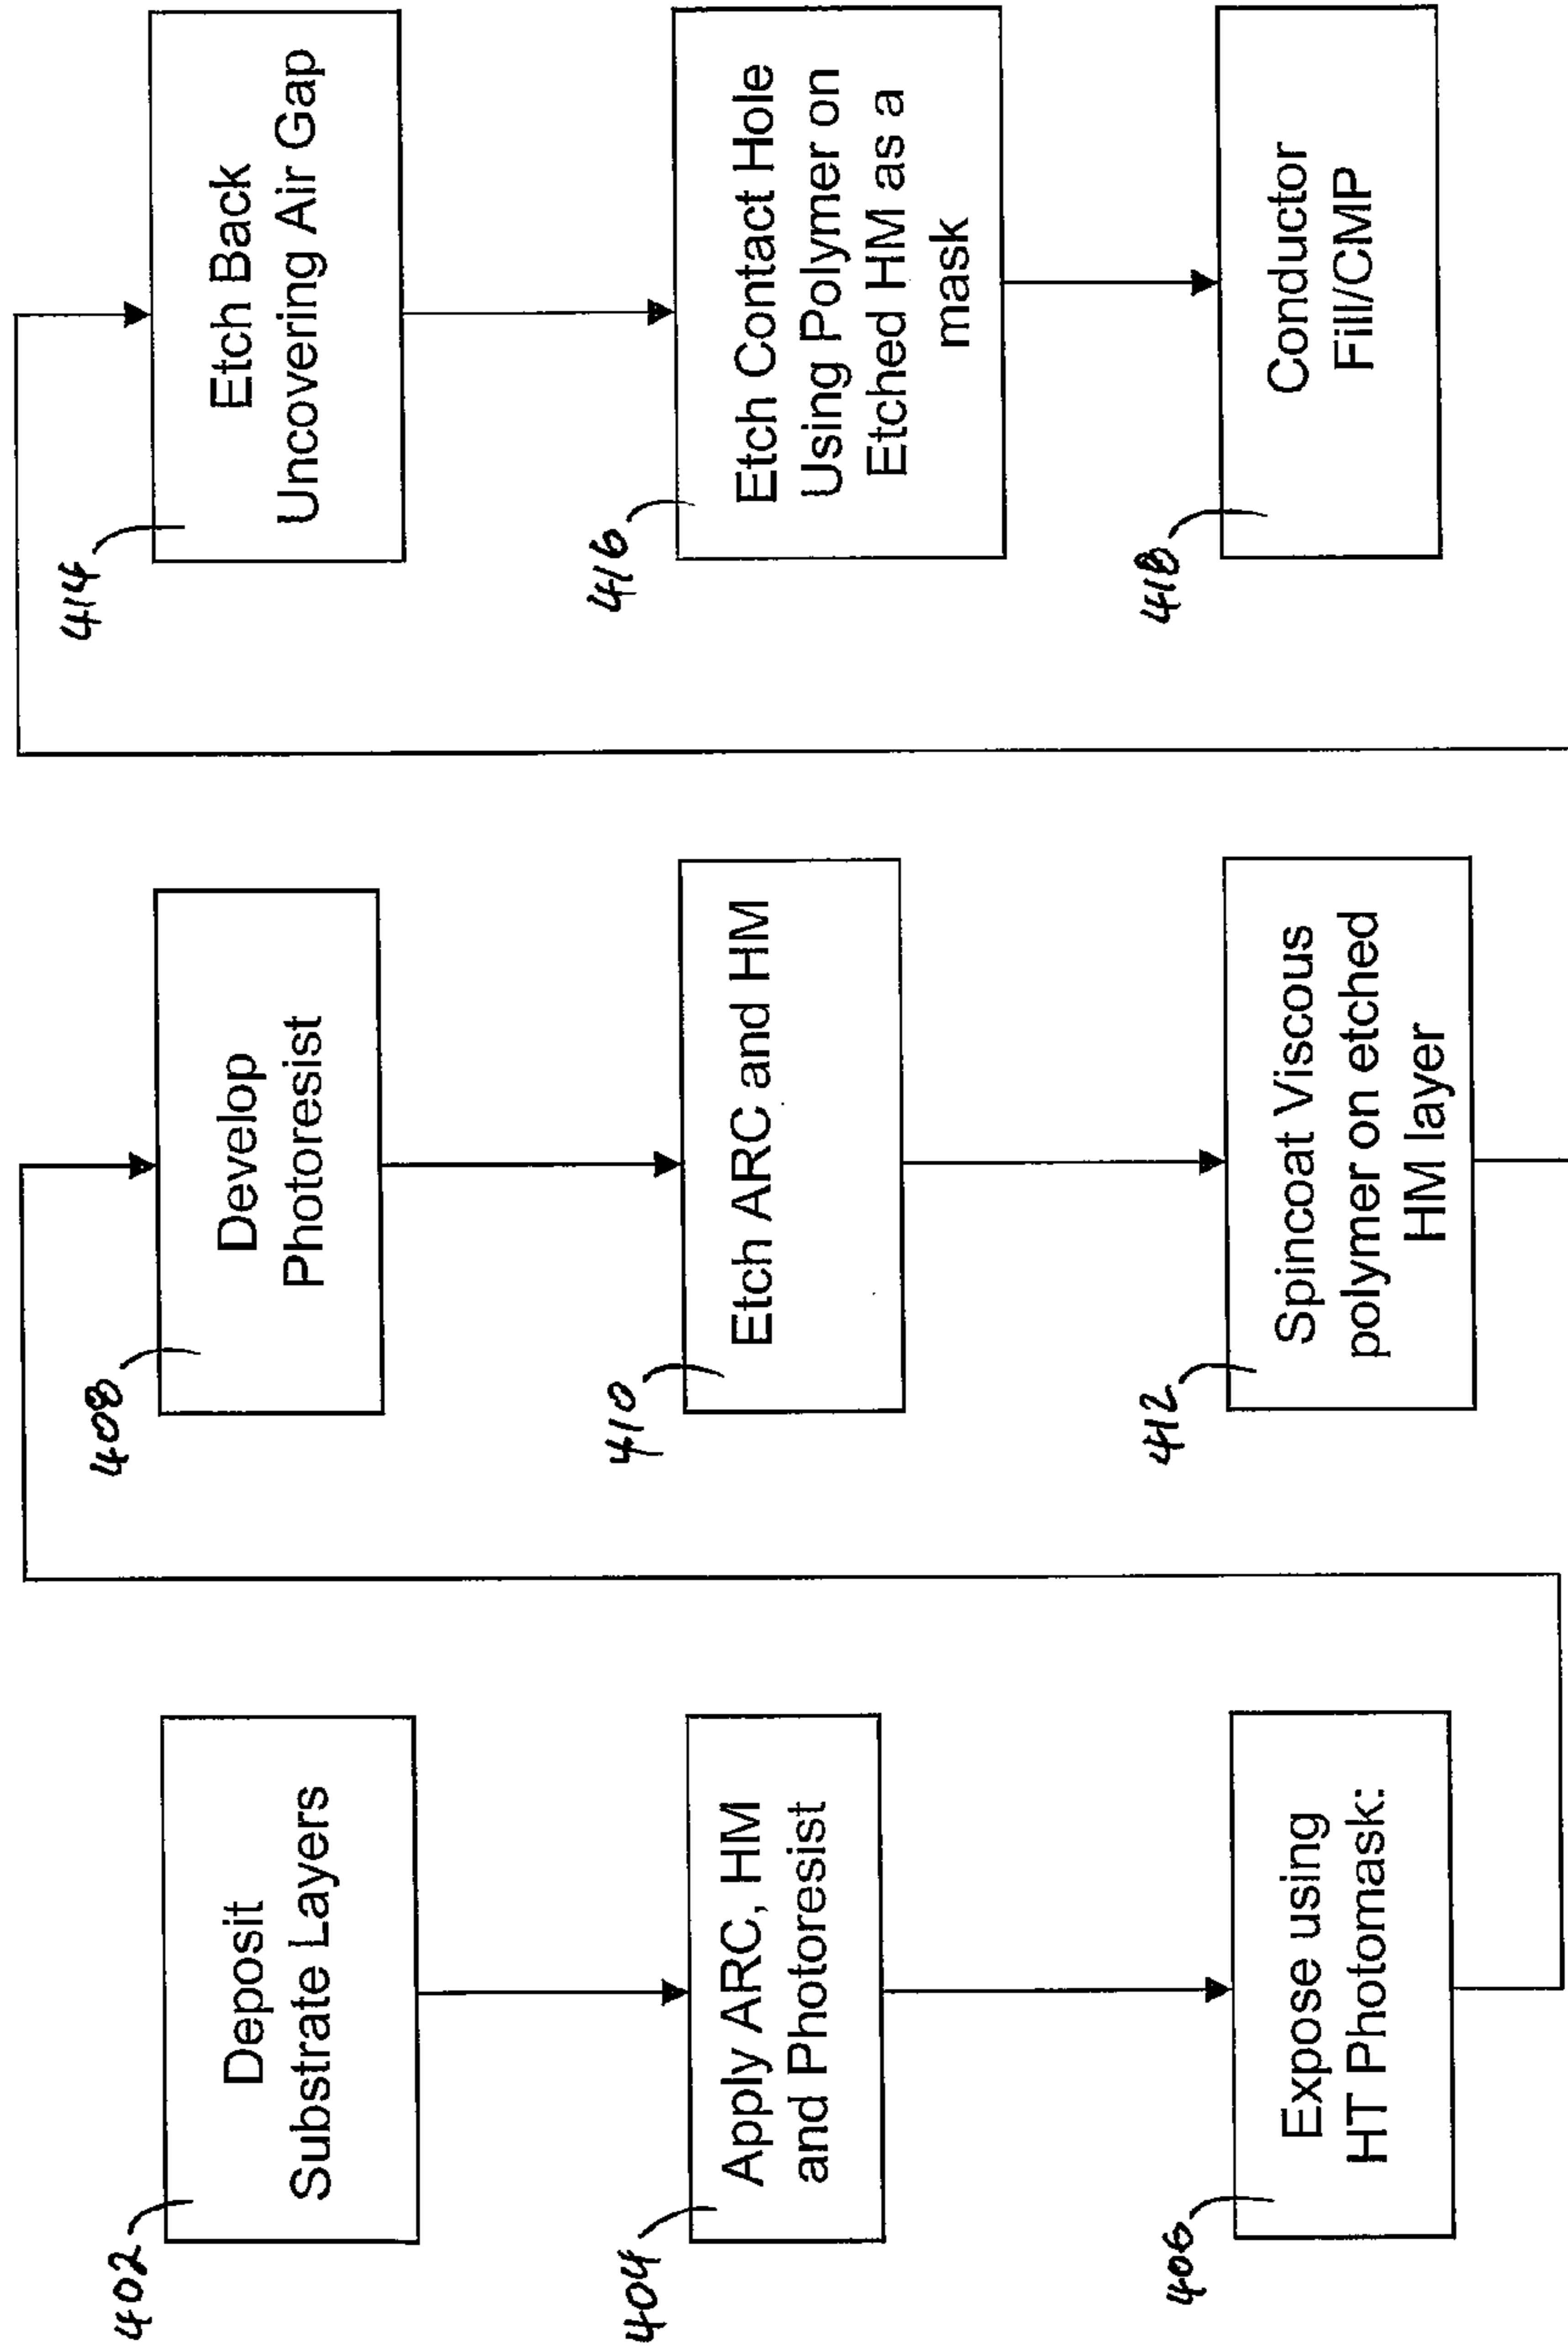 402
Deposit
Substrate Layers
404
Apply ARC, HM
and Photoresist
406
Expose using
HT Photomask:
408
Develop
Photoresist
410
Etch ARC and HM
412
Spincoat Viscous
polymer on etched
HM layer
414
Etch Back
Uncovering Air Gap
416
Etch Contact Hole
Using Polymer on
Etched HM as a
mask
418
Conductor
Fill/CMP